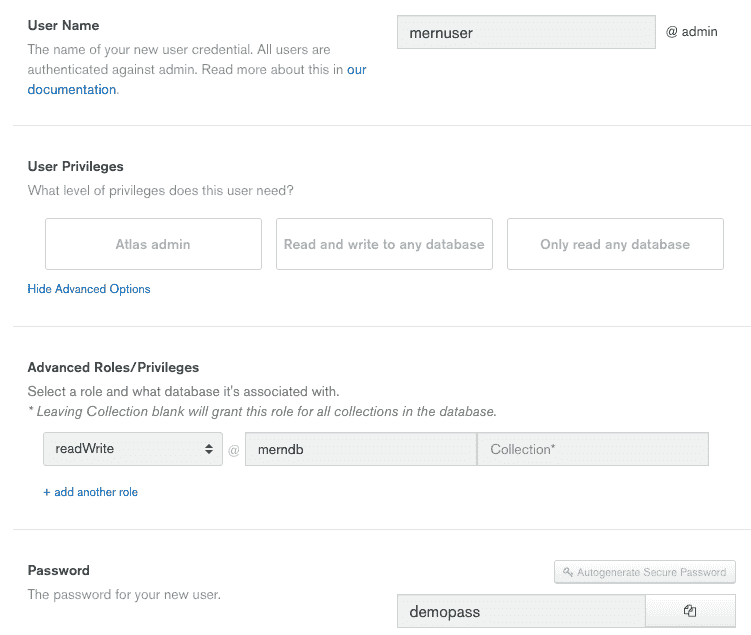 User Name
mernuser
@ admin
The name of your new user credential. All users are
authenticated against admin. Read more about this in our
documentation.
User Privileges
What level of privileges does this user need?
Atlas admin
Read and write to any database
Only read any database
Hide Advanced Options
Advanced Roles/Privileges
Select a role and what database it's associated with.
* Leaving Collection blank will grant this role for all collections in the database.
readWrite
@
merndb
Collection*
+ add another role
Password
Autogenerate Secure Password
The password for your new user.
demopass